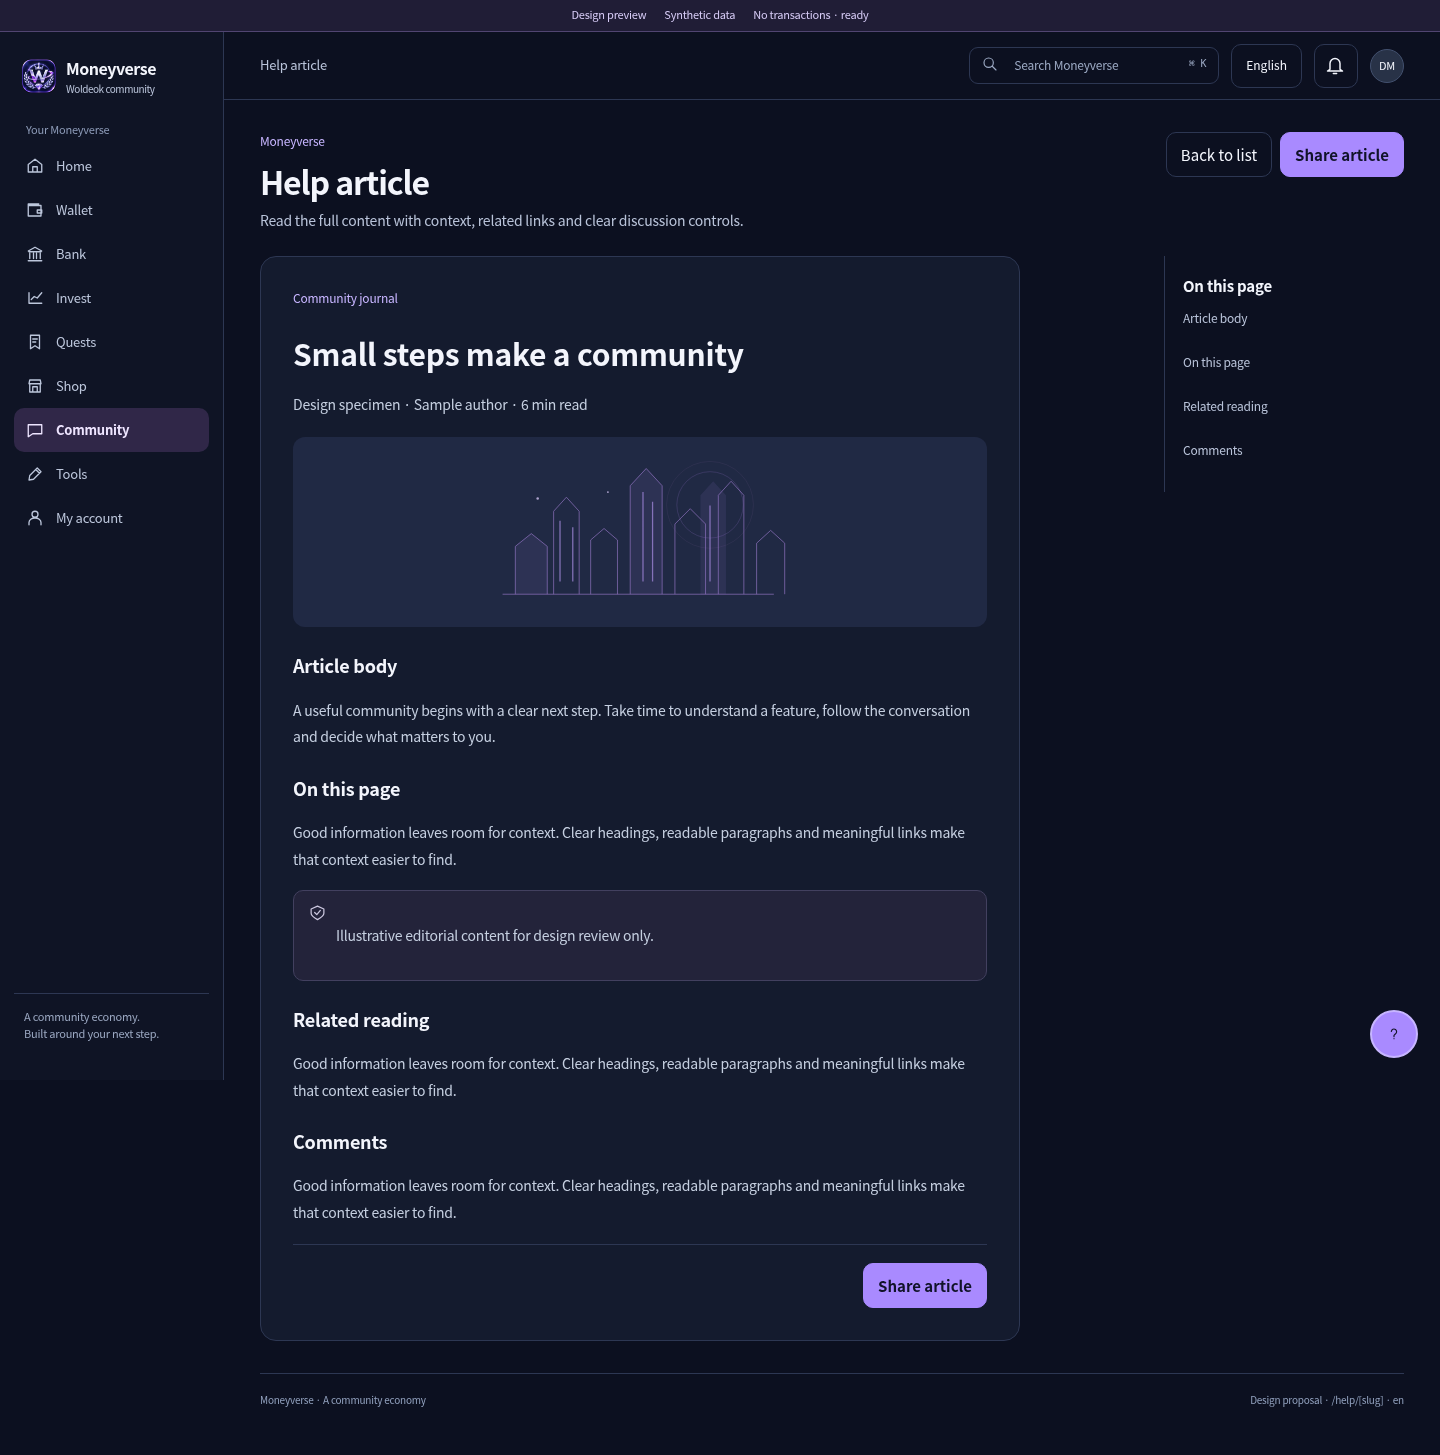 Design preview Synthetic data No transactions · ready
Moneyverse
Woldeok community
Your Moneyverse
Home
Wallet
Bank
Invest
Quests
Shop
Community
Tools
My account
A community economy.
Built around your next step.
Help article
Search Moneyverse ⌘ K
English
DM
Moneyverse
Help article
Read the full content with context, related links and clear discussion controls.
Back to list
Share article
Community journal
Small steps make a community
Design specimen · Sample author · 6 min read
Article body
A useful community begins with a clear next step. Take time to understand a feature, follow the conversation
and decide what matters to you.
On this page
Good information leaves room for context. Clear headings, readable paragraphs and meaningful links make
that context easier to find.
Illustrative editorial content for design review only.
Related reading
Good information leaves room for context. Clear headings, readable paragraphs and meaningful links make
that context easier to find.
Comments
Good information leaves room for context. Clear headings, readable paragraphs and meaningful links make
that context easier to find.
Share article
On this page
Article body
On this page
Related reading
Comments
?
Moneyverse · A community economy
Design proposal · /help/[slug] · en